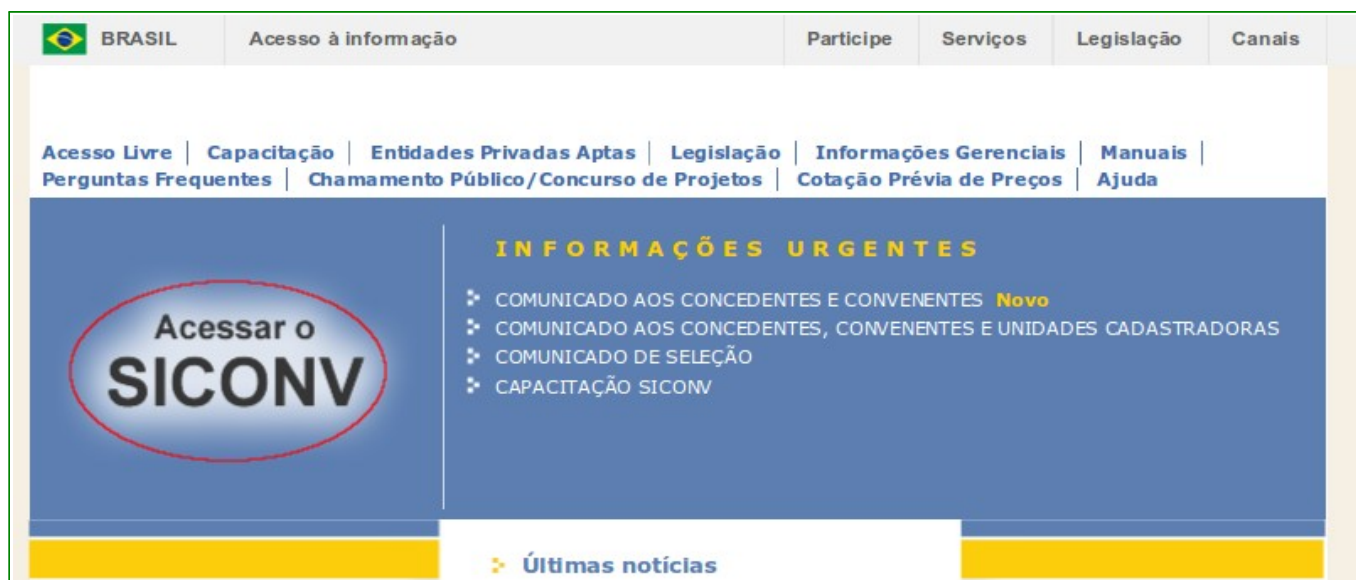 BRASIL Acesso à informação Participe Serviços Legislação Canais
Acesso Livre | Capacitação | Entidades Privadas Aptas | Legislação | Informações Gerenciais | Manuais |
Perguntas Frequentes | Chamamento Público/Concurso de Projetos | Cotação Prévia de Preços | Ajuda
INFORMAÇÕES URGENTES
COMUNICADO AOS CONCEDENTES E CONVENENTES Novo
COMUNICADO AOS CONCEDENTES, CONVENENTES E UNIDADES CADASTRADORAS
COMUNICADO DE SELEÇÃO
CAPACITAÇÃO SICONV
Acessar o
SICONV
Últimas notícias